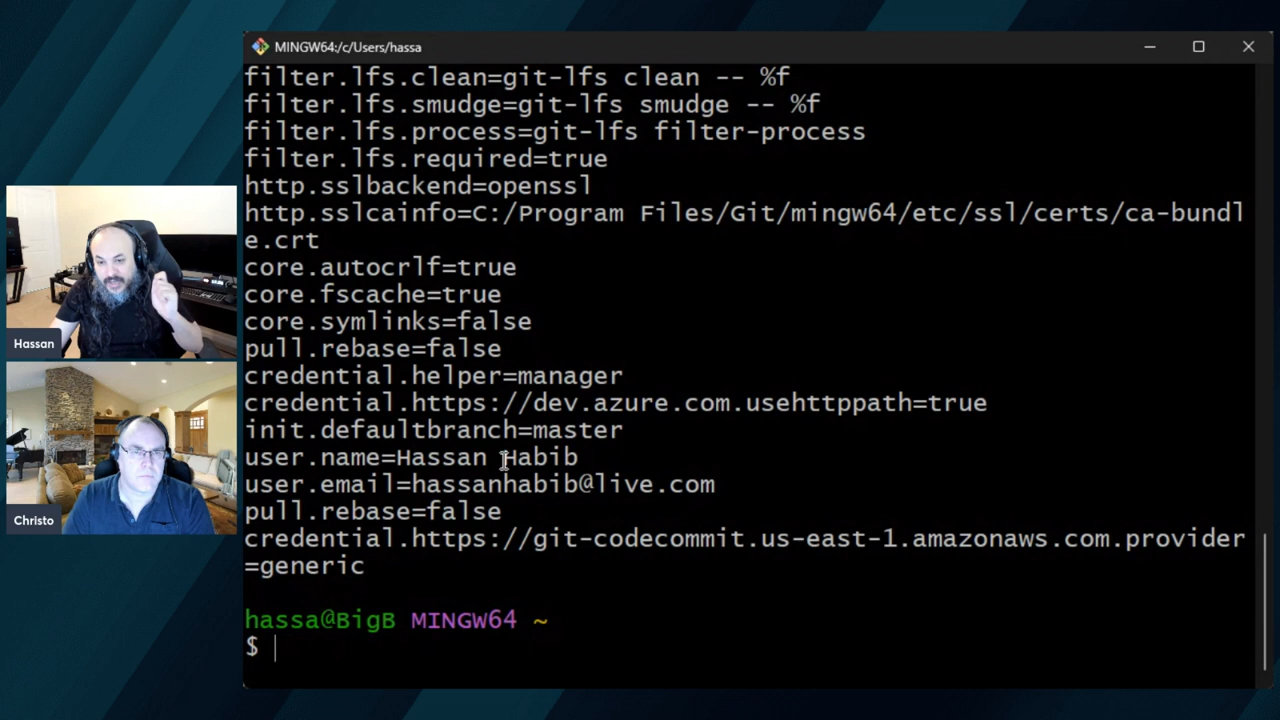 MINGW64:/c/Users/hassa
filter.lfs.clean=git-lfs clean -- %f
filter.lfs.smudge=git-lfs smudge -- %f
filter.lfs.process=git-lfs filter-process
filter.lfs.required=true
http.sslbackend=openssl
http.sslcainfo=C:/Program Files/Git/mingw64/etc/ssl/certs/ca-bundl
e.crt
core.autocrlf=true
core.fscache=true
core.symlinks=false
pull.rebase=false
credential.helper=manager
credential.https://dev.azure.com.usehttppath=true
init.defaultbranch=master
user.name=Hassan Habib
user.email=hassanhabib@live.com
pull.rebase=false
credential.https://git-codecommit.us-east-1.amazonaws.com.provider
=generic
hassa@BigB MINGW64 ~
$
Hassan
Christo